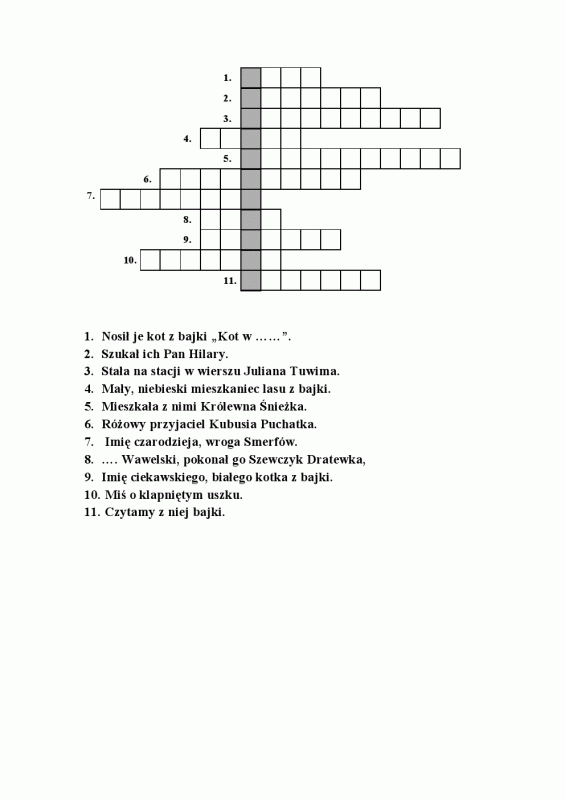 1.
2.
3.
4.
5.
6.
7.
8.
9.
10.
11.
1. Nosił je kot z bajki „Kot w ……”.
2. Szukał ich Pan Hilary.
3. Stała na stacji w wierszu Juliana Tuwima.
4. Mały, niebieski mieszkaniec lasu z bajki.
5. Mieszkała z nimi Królewna Śnieżka.
6. Różowy przyjaciel Kubusia Puchatka.
7. Imię czarodzieja, wroga Smerfów.
8. …. Wawelski, pokonał go Szewczyk Dratewka,
9. Imię ciekawskiego, białego kotka z bajki.
10. Miś o klapniętym uszku.
11. Czytamy z niej bajki.